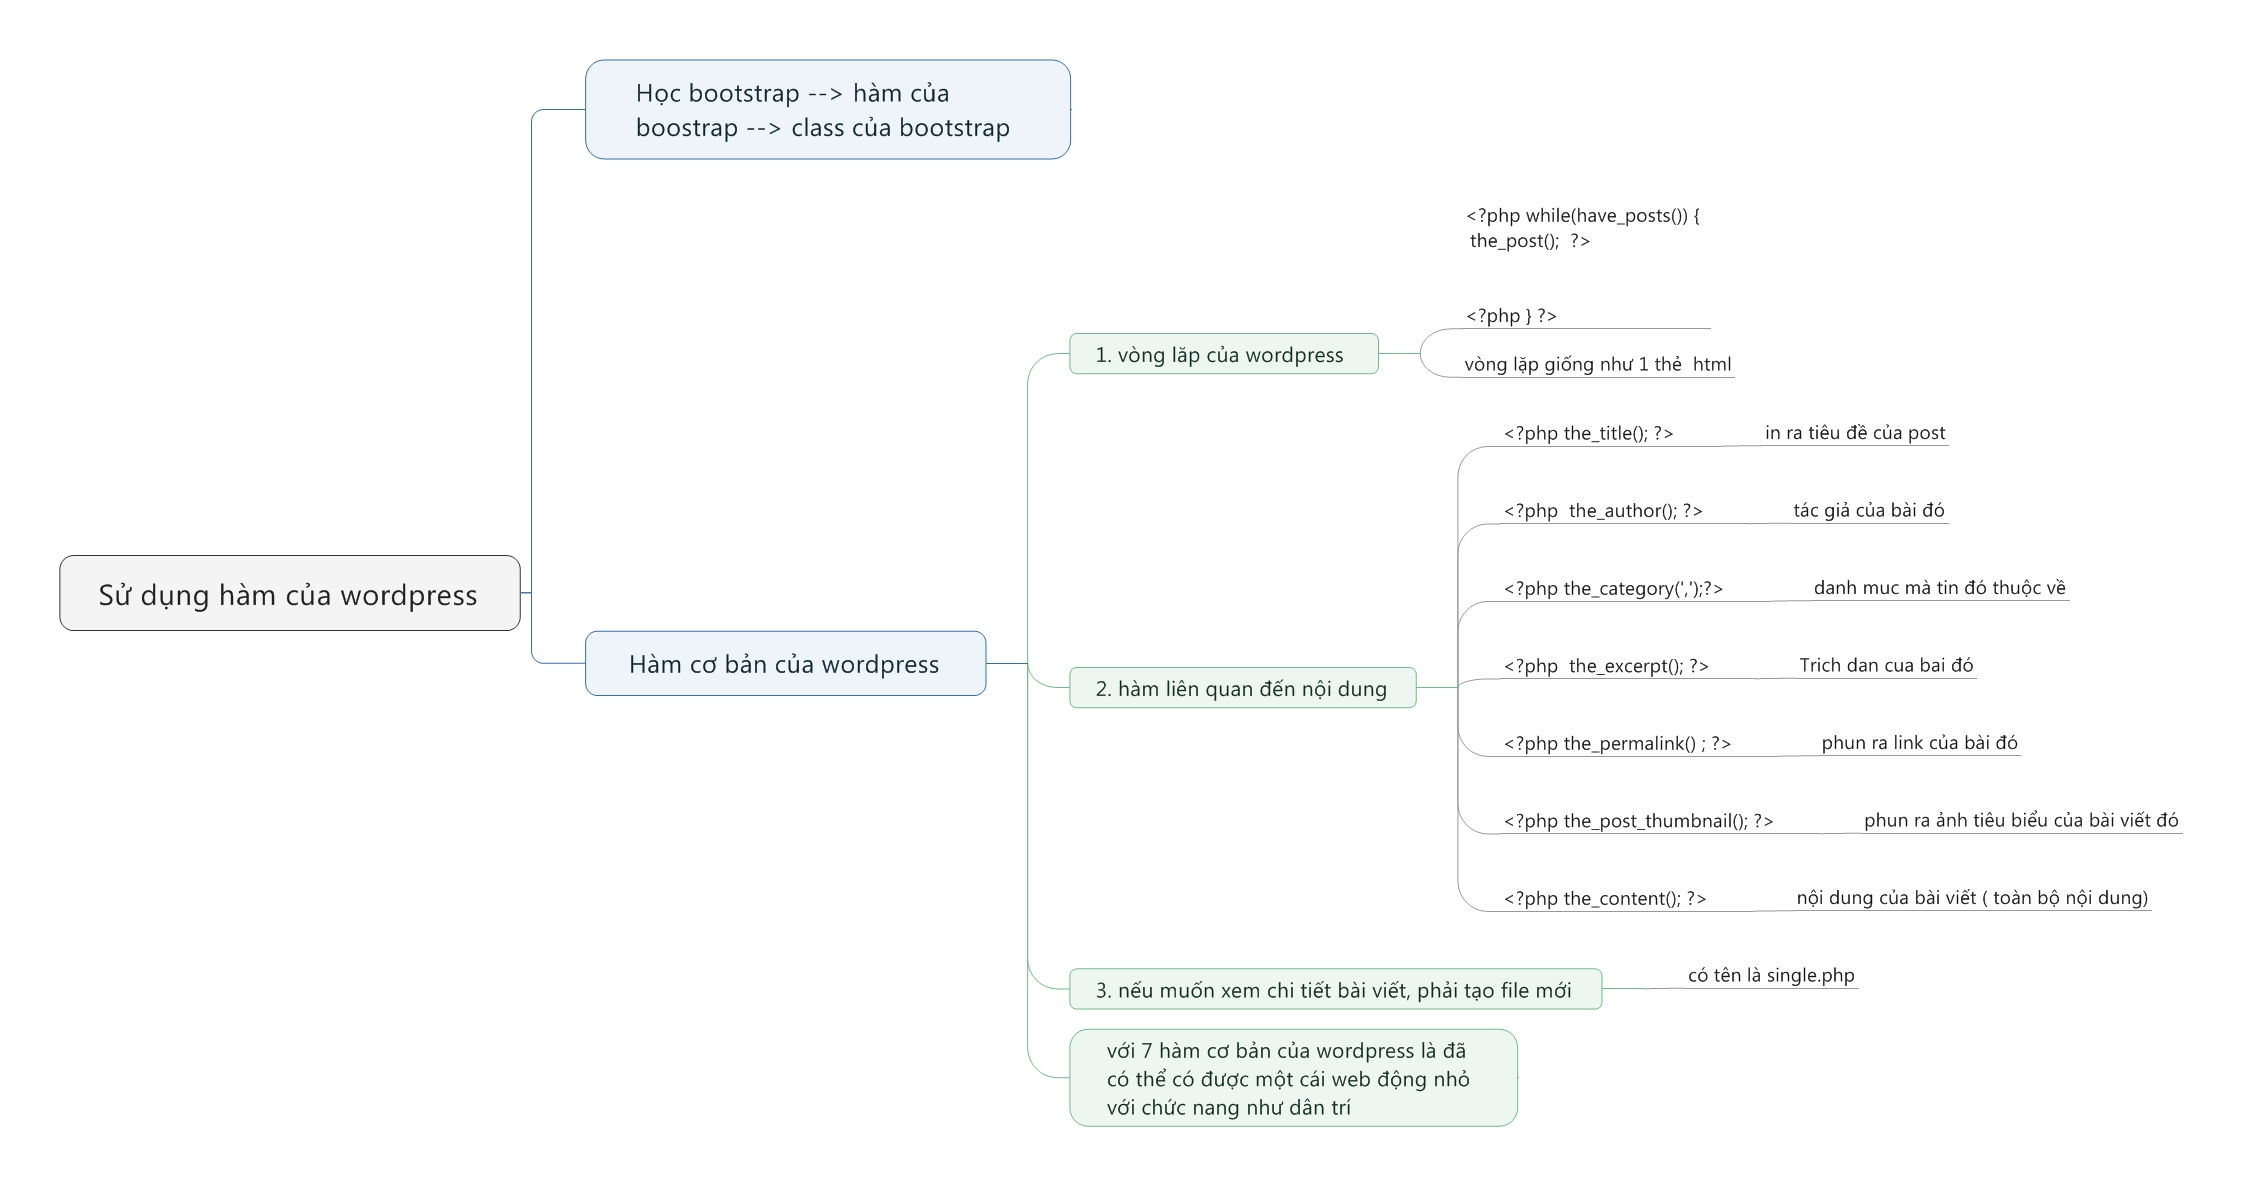 Học bootstrap --> hàm của
boostrap --> class của bootstrap
<?php while(have_posts()) {
the_post();  ?>
<?php } ?>
1. vòng lăp của wordpress
vòng lặp giống như 1 thẻ  html
<?php the_title(); ?>
in ra tiêu đề của post
<?php  the_author(); ?>
tác giả của bài đó
Sử dụng hàm của wordpress
<?php the_category(',');?>
danh muc mà tin đó thuộc về
Hàm cơ bản của wordpress
<?php  the_excerpt(); ?>
Trich dan cua bai đó
2. hàm liên quan đến nội dung
<?php the_permalink() ; ?>
phun ra link của bài đó
<?php the_post_thumbnail(); ?>
phun ra ảnh tiêu biểu của bài viết đó
<?php the_content(); ?>
nội dung của bài viết ( toàn bộ nội dung)
3. nếu muốn xem chi tiết bài viết, phải tạo file mới
có tên là single.php
với 7 hàm cơ bản của wordpress là đã
có thể có được một cái web động nhỏ
với chức nang như dân trí